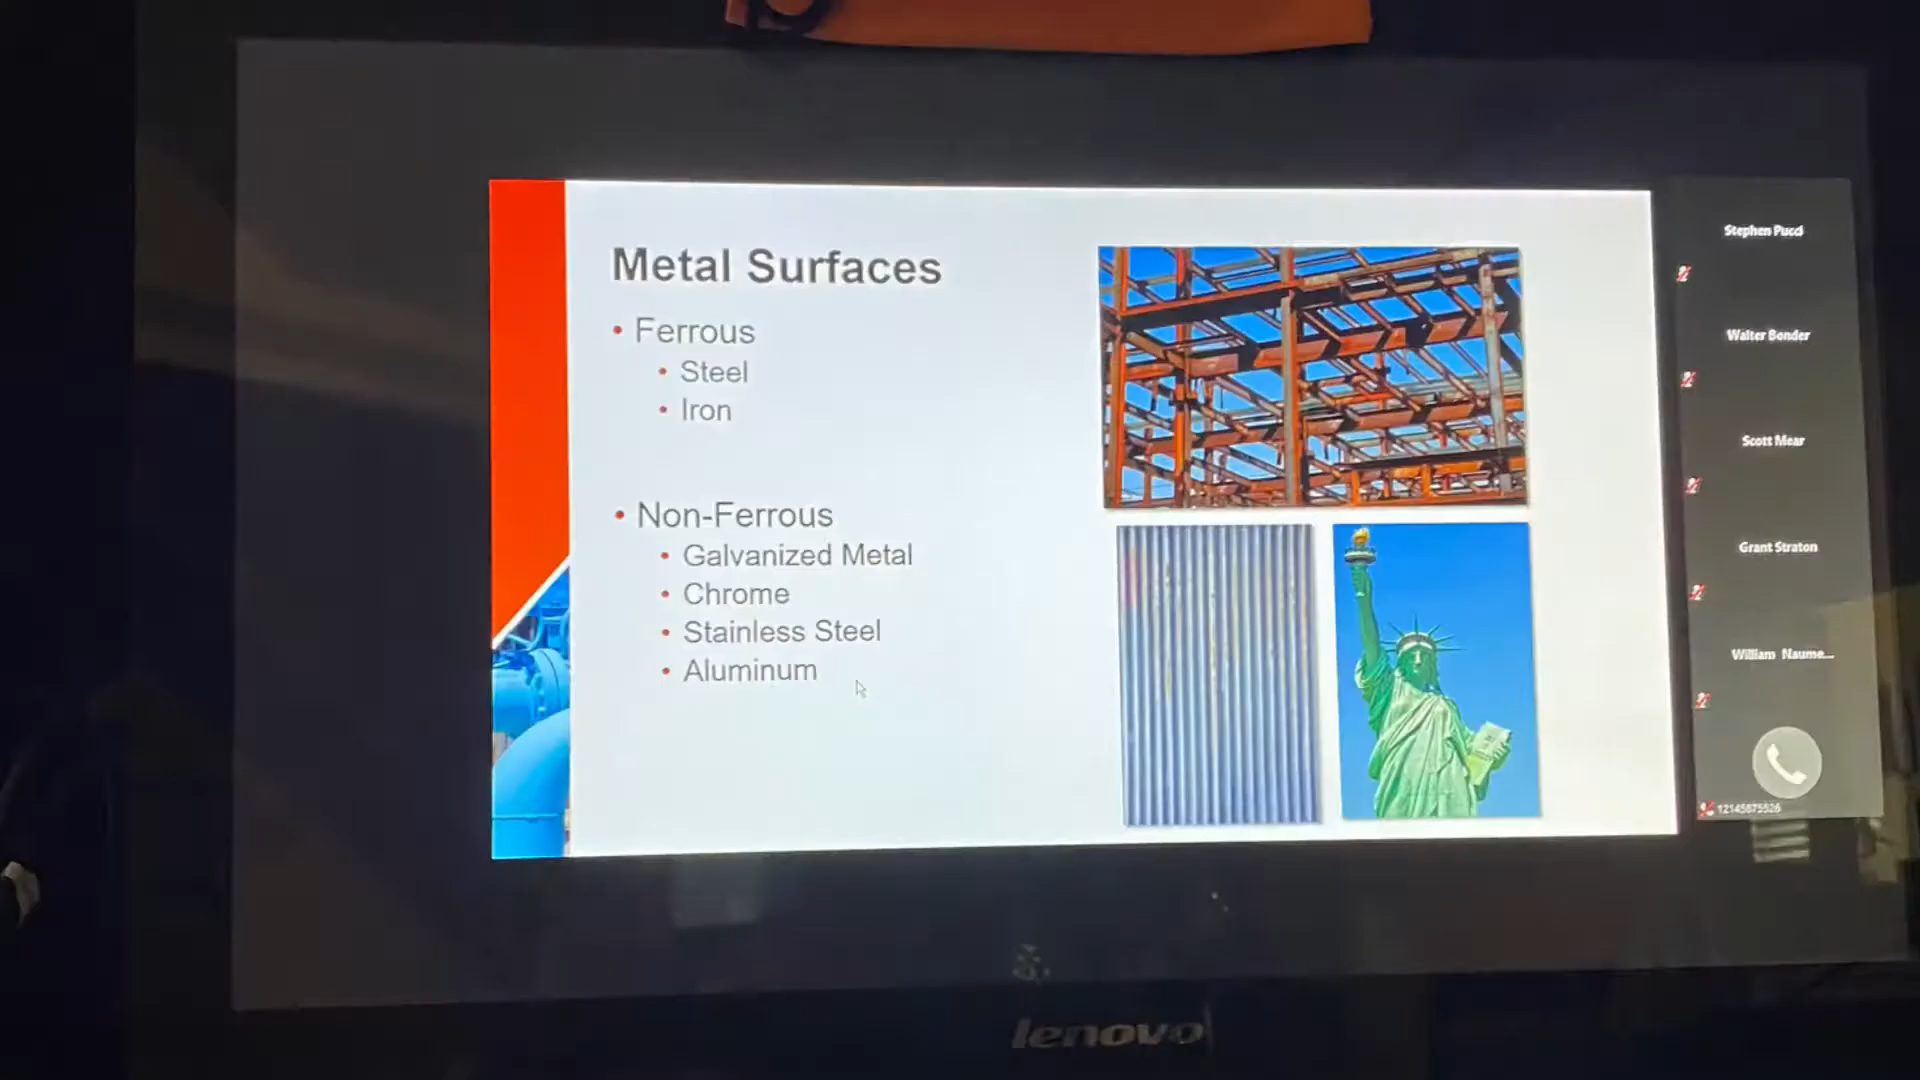 Metal Surfaces
• Ferrous
• Steel
• Iron
• Non-Ferrous
• Galvanized Metal
• Chrome
• Stainless Steel
• Aluminum
Stephen Pucci
Walter Bonder
Scott Mear
Grant Straton
William Naume...
12145875526
lenovo